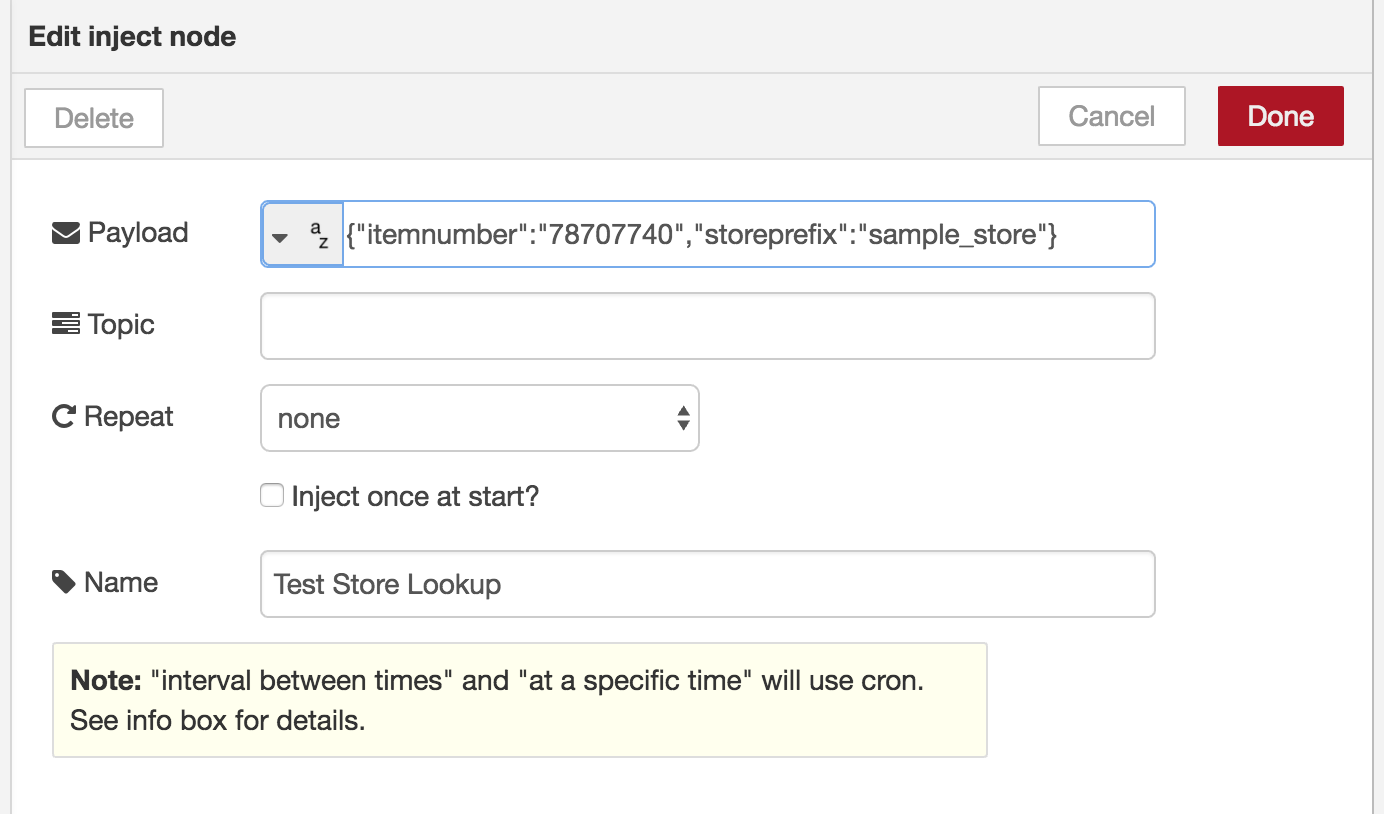 Edit inject node
Delete
Cancel
Done
Payload
a
z
{"itemnumber":"78707740","storeprefix":"sample_store"}
Topic
Repeat
none
Inject once at start?
Name
Test Store Lookup
Note: "interval between times" and "at a specific time" will use cron.
See info box for details.